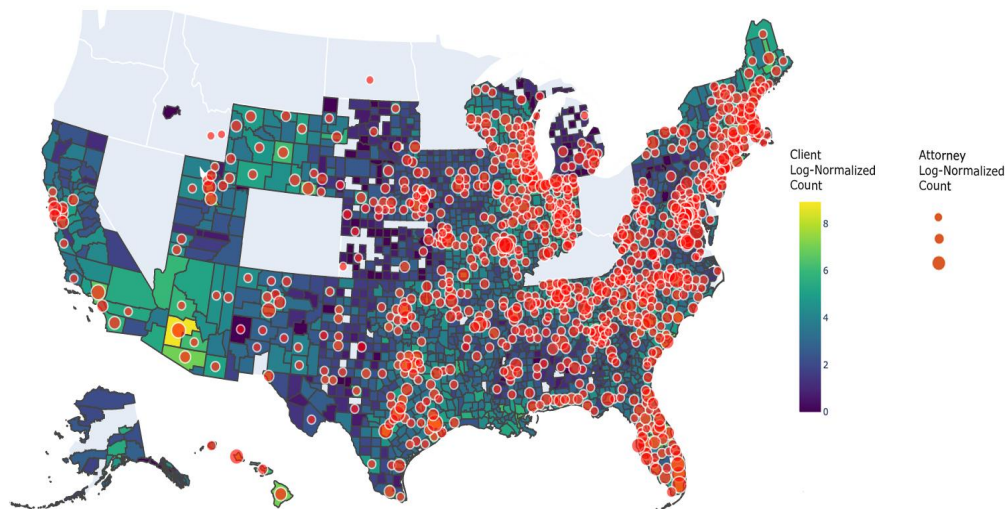 Client
Log-Normalized
Count
8
6
4
2
0
Attorney
Log-Normalized
Count